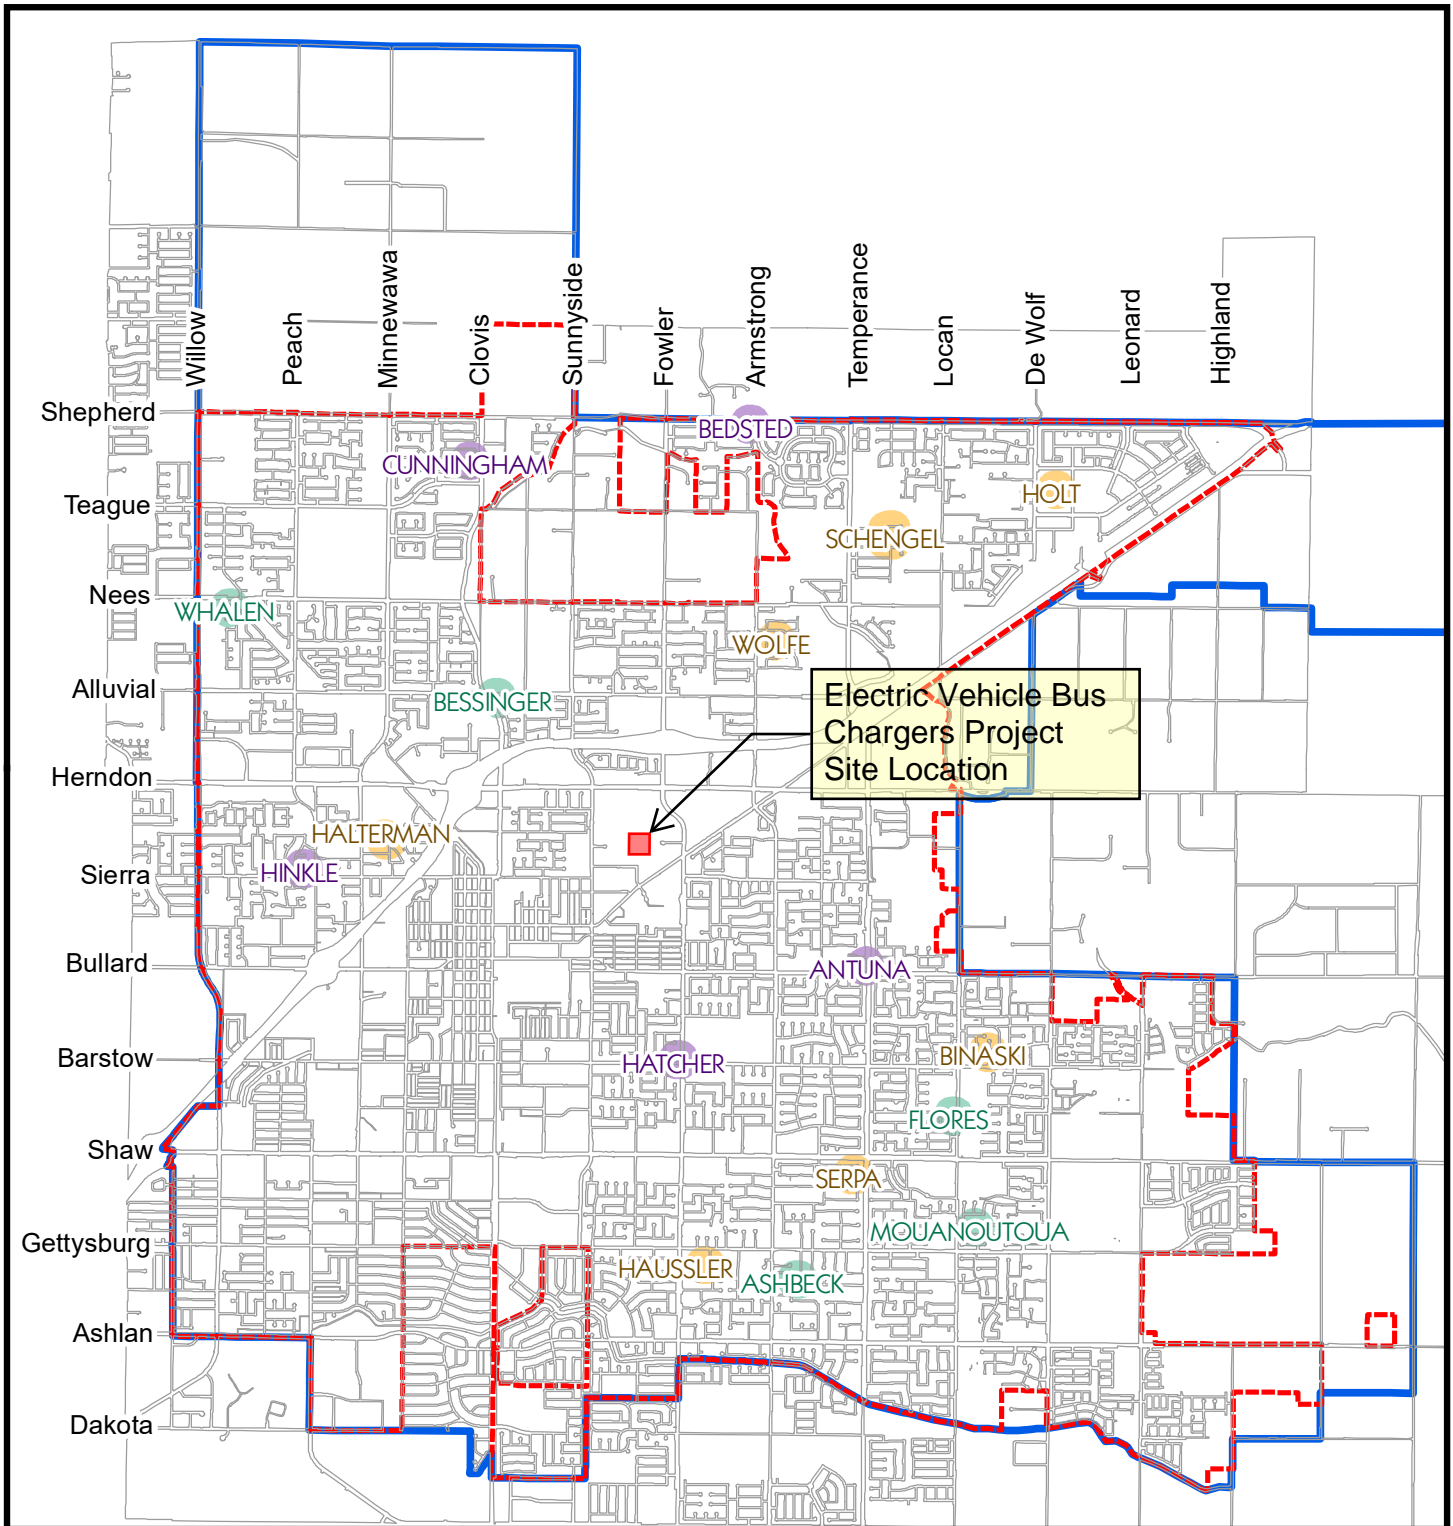 Willow
Peach
Minnewawa
Clovis
Sunnyside
Fowler
Armstrong
Temperance
Locan
De Wolf
Leonard
Highland
Shepherd
BEDSTED
CUNNINGHAM
Teague
HOLT
SCHENGEL
Nees
WHALEN
WOLFE
Alluvial
BESSINGER
Electric Vehicle Bus
Chargers Project
Site Location
Herndon
HALTERMAN
HINKLE
Sierra
Bullard
ANTUNA
Barstow
HATCHER
BINASKI
FLORES
Shaw
SERPA
MOUANOUTOUA
Gettysburg
HAUSSLER
ASHBECK
Ashlan
Dakota